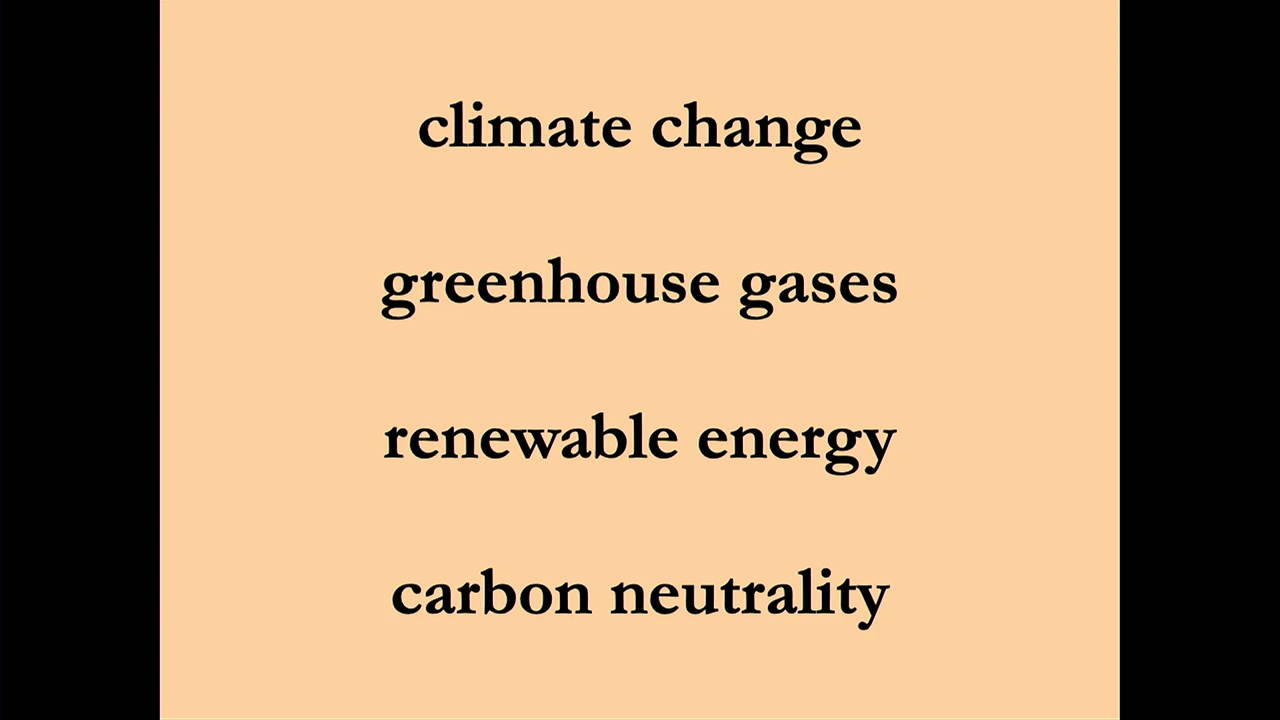 climate change
greenhouse gases
renewable energy
carbon neutrality